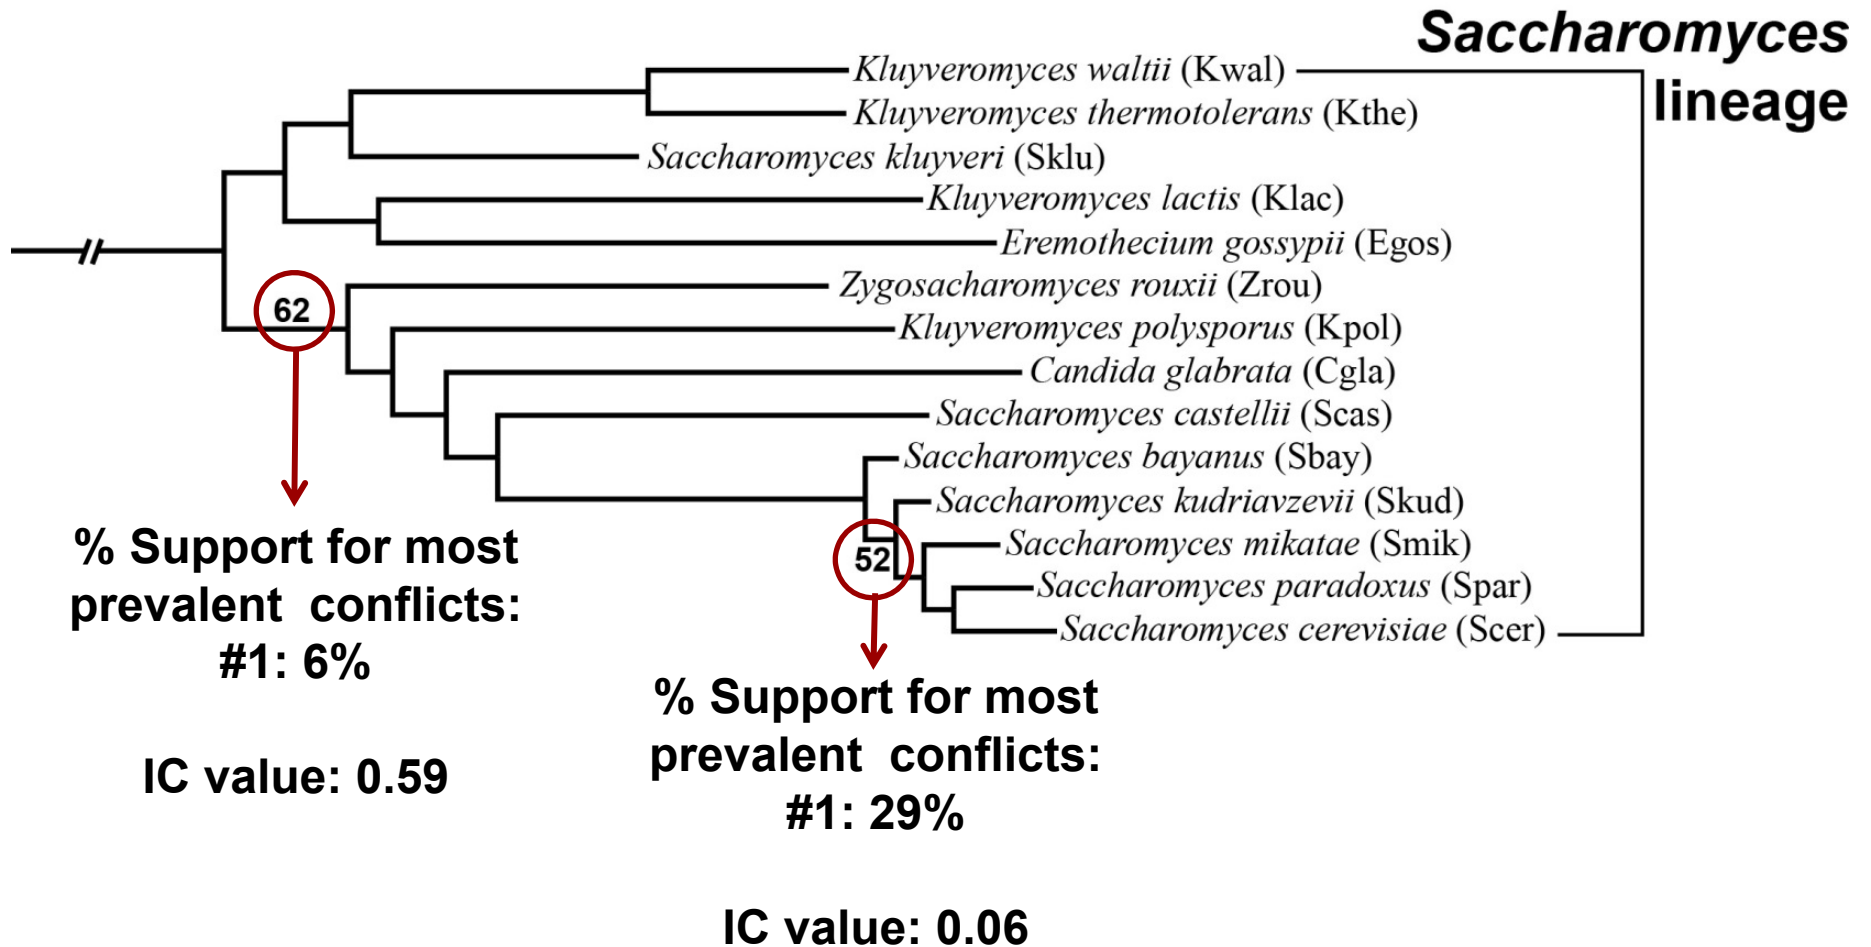 Saccharomyces
lineage
Kluyveromyces waltii (Kwal)
Kluyveromyces thermotolerans (Kthe)
Saccharomyces kluyveri (Sklu)
Kluyveromyces lactis (Klac)
Eremothecium gossypii (Egos)
Zygosacharomyces rouxii (Zrou)
Kluyveromyces polysporus (Kpol)
Candida glabrata (Cgla)
Saccharomyces castellii (Scas)
Saccharomyces bayanus (Sbay)
Saccharomyces kudriavzevii (Skud)
Saccharomyces mikatae (Smik)
Saccharomyces paradoxus (Spar)
Saccharomyces cerevisiae (Scer)
62
% Support for most
prevalent conflicts:
#1: 6%
IC value: 0.59
52
% Support for most
prevalent conflicts:
#1: 29%
IC value: 0.06